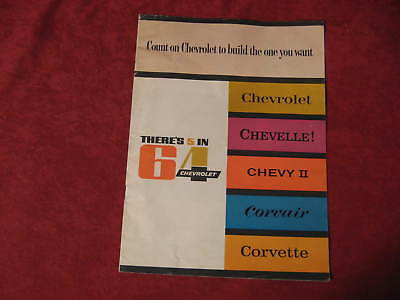 Count on Chevrolet to build the one you want
THERE'S 5 IN
64
CHEVROLET
Chevrolet
CHEVELLE!
CHEVY II
Corvair
Corvette